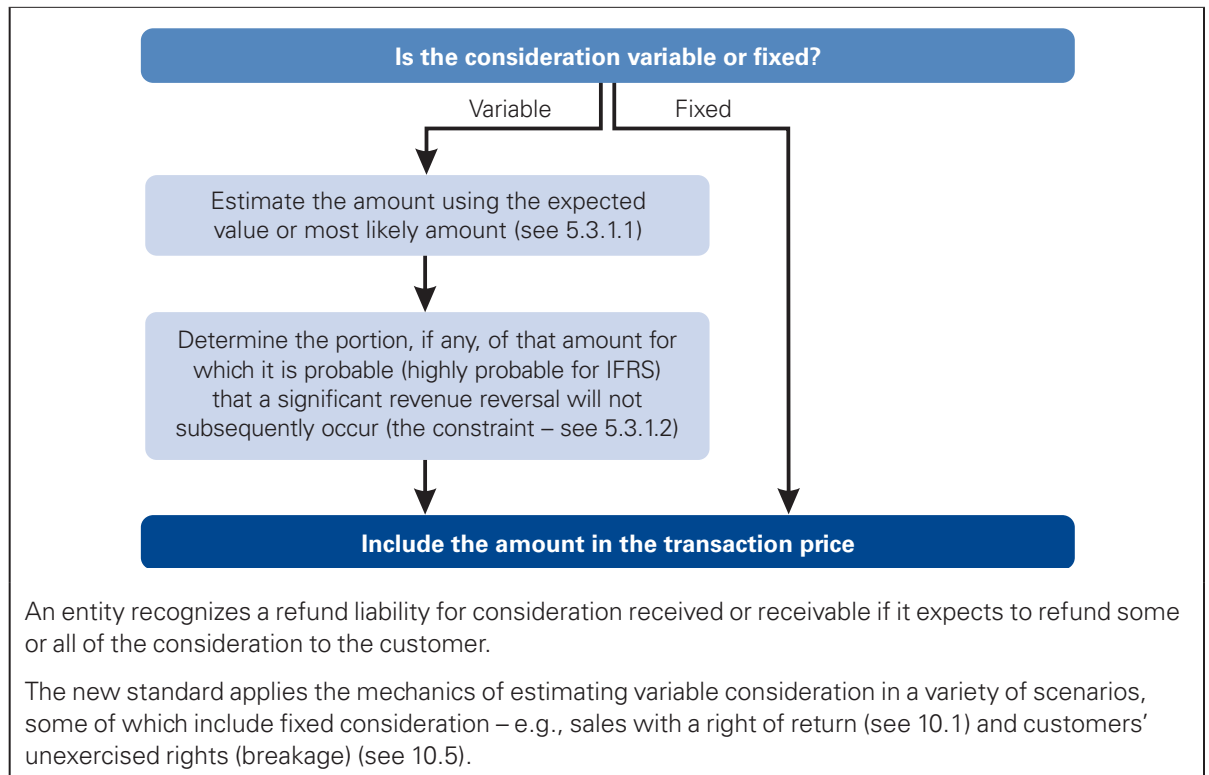 Is the consideration variable or fixed?
Variable
Fixed
Estimate the amount using the expected
value or most likely amount (see 5.3.1.1)
Determine the portion, if any, of that amount for
which it is probable (highly probable for IFRS)
that a significant revenue reversal will not
subsequently occur (the constraint – see 5.3.1.2)
Include the amount in the transaction price
An entity recognizes a refund liability for consideration received or receivable if it expects to refund some
or all of the consideration to the customer.
The new standard applies the mechanics of estimating variable consideration in a variety of scenarios,
some of which include fixed consideration – e.g., sales with a right of return (see 10.1) and customers’
unexercised rights (breakage) (see 10.5).